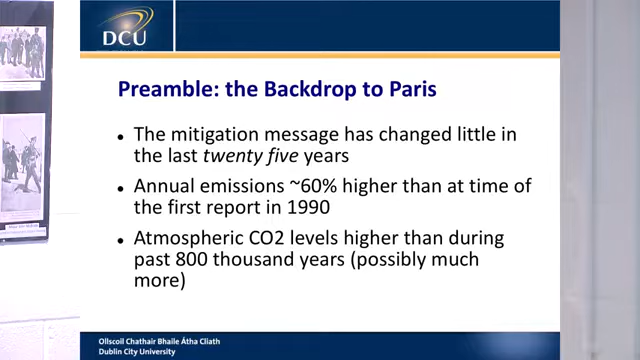 DCU
Preamble: the Backdrop to Paris
• The mitigation message has changed little in
the last twenty five years
• Annual emissions ~60% higher than at time of
the first report in 1990
• Atmospheric CO2 levels higher than during
past 800 thousand years (possibly much
more)
Ollscoil Chathair Bhaile Átha Cliath
Dublin City University